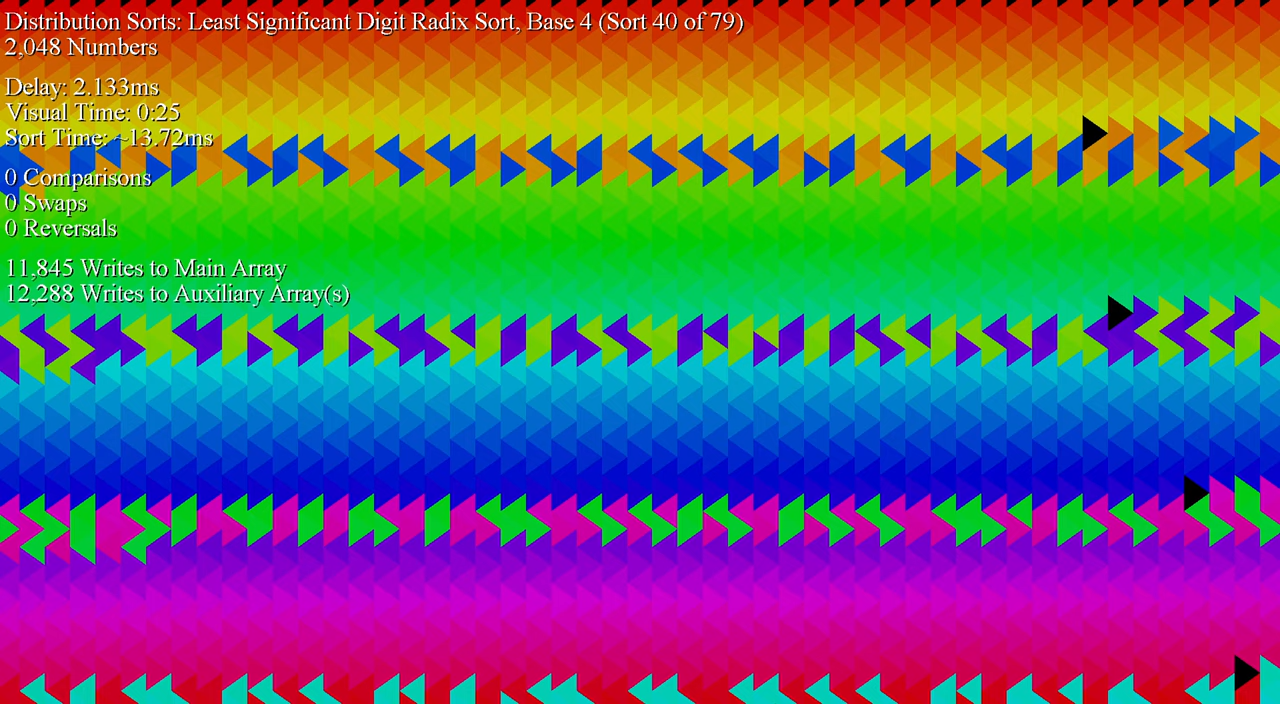 Distribution Sorts: Least Significant Digit Radix Sort, Base 4 (Sort 40 of 79)
2,048 Numbers
Delay: 2.133ms
Visual Time: 0:25
Sort Time: ~13.72ms
0 Comparisons
0 Swaps
0 Reversals
11,845 Writes to Main Array
12,288 Writes to Auxiliary Array(s)